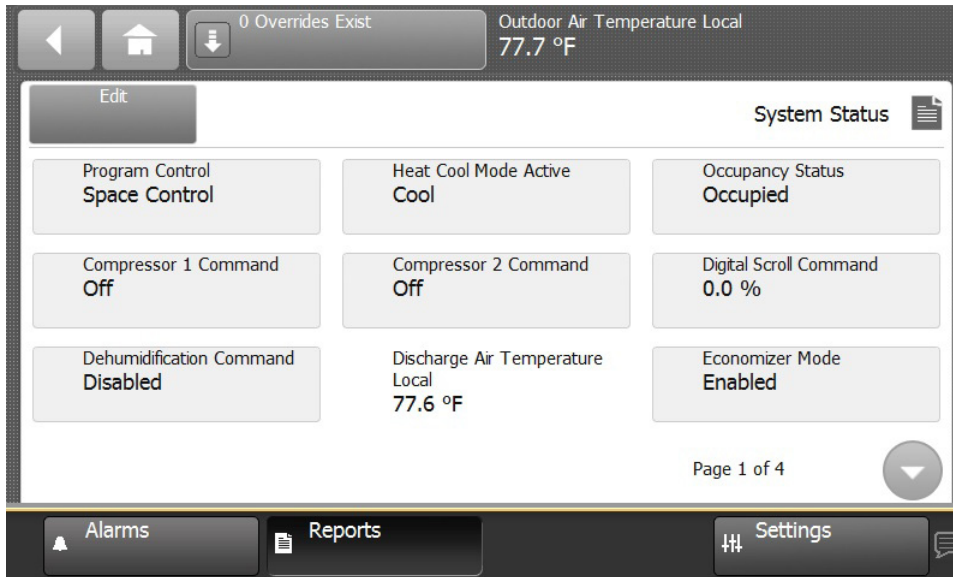 0 Overrides Exist
Outdoor Air Temperature Local
77.7 °F
Edit
System Status
Program Control
Space Control
Heat Cool Mode Active
Cool
Occupancy Status
Occupied
Compressor 1 Command
Off
Compressor 2 Command
Off
Digital Scroll Command
0.0 %
Dehumidification Command
Disabled
Discharge Air Temperature
Local
77.6 °F
Economizer Mode
Enabled
Page 1 of 4
Alarms
Reports
Settings